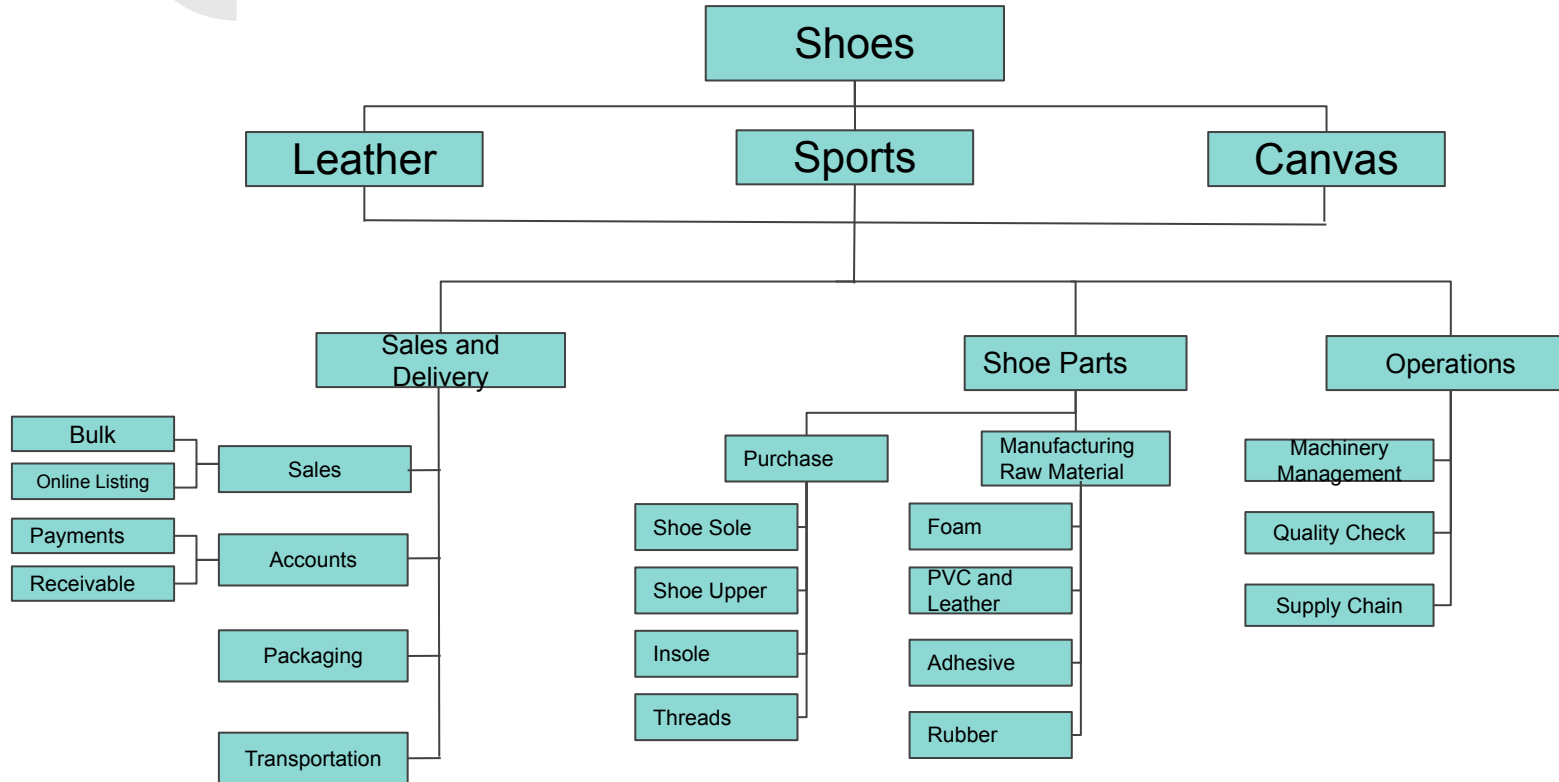 Shoes
Leather
Sports
Canvas
Sales and
Delivery
Shoe Parts
Operations
Bulk
Online Listing
Sales
Payments
Receivable
Accounts
Packaging
Transportation
Purchase
Shoe Sole
Shoe Upper
Insole
Threads
Manufacturing
Raw Material
Foam
PVC and
Leather
Adhesive
Rubber
Machinery
Management
Quality Check
Supply Chain